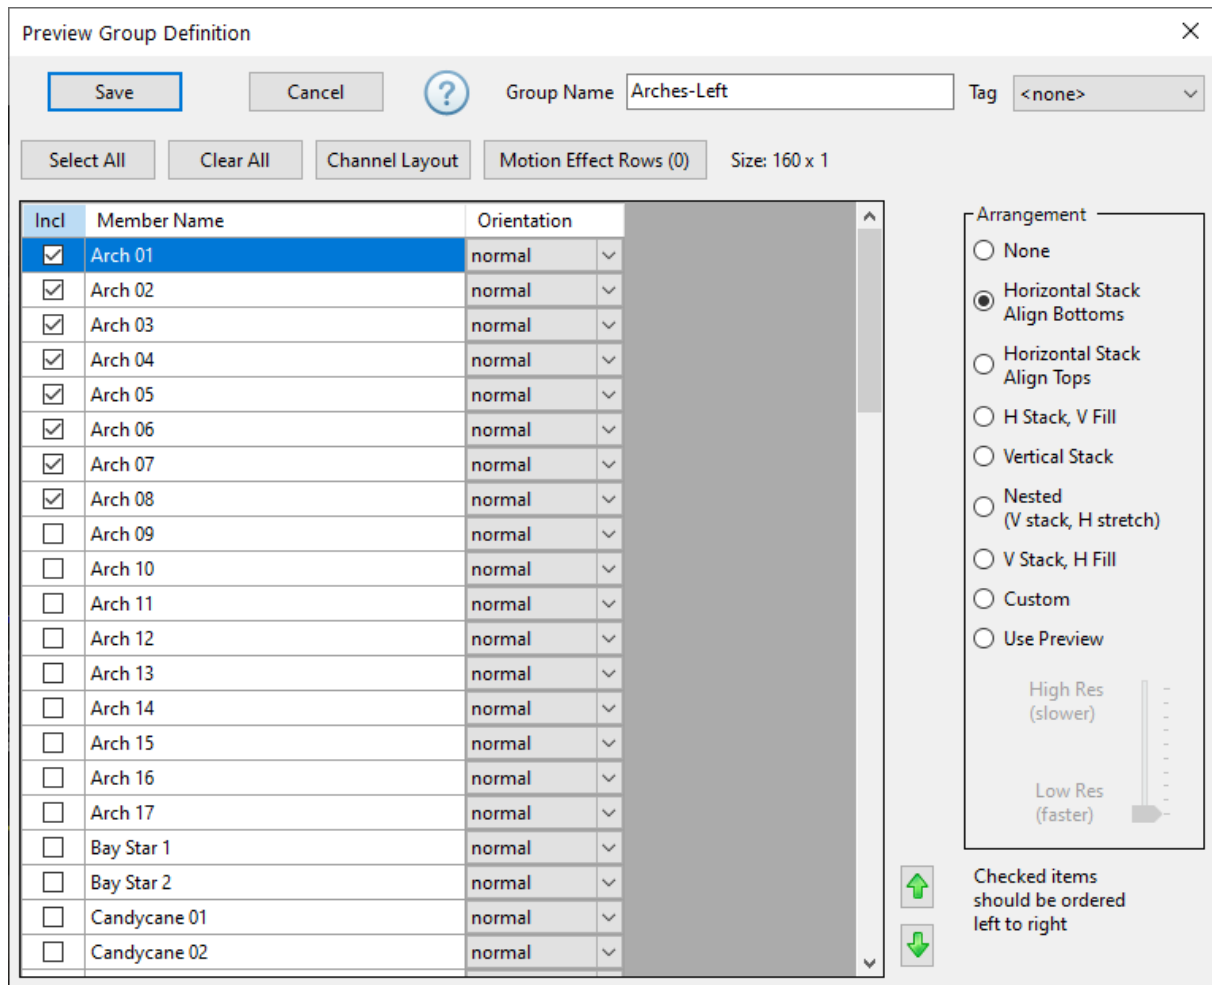 Preview Group Definition
Save Cancel ? Group Name Arches-Left Tag <none>
Select All Clear All Channel Layout Motion Effect Rows (0) Size: 160 x 1
Incl Member Name Orientation
Arch 01 normal
Arch 02 normal
Arch 03 normal
Arch 04 normal
Arch 05 normal
Arch 06 normal
Arch 07 normal
Arch 08 normal
Arch 09 normal
Arch 10 normal
Arch 11 normal
Arch 12 normal
Arch 13 normal
Arch 14 normal
Arch 15 normal
Arch 16 normal
Arch 17 normal
Bay Star 1 normal
Bay Star 2 normal
Candycane 01 normal
Candycane 02 normal
Arrangement
None
Horizontal Stack
Align Bottoms
Horizontal Stack
Align Tops
H Stack, V Fill
Vertical Stack
Nested
(V stack, H stretch)
V Stack, H Fill
Custom
Use Preview
High Res
(slower)
Low Res
(faster)
Checked items
should be ordered
left to right